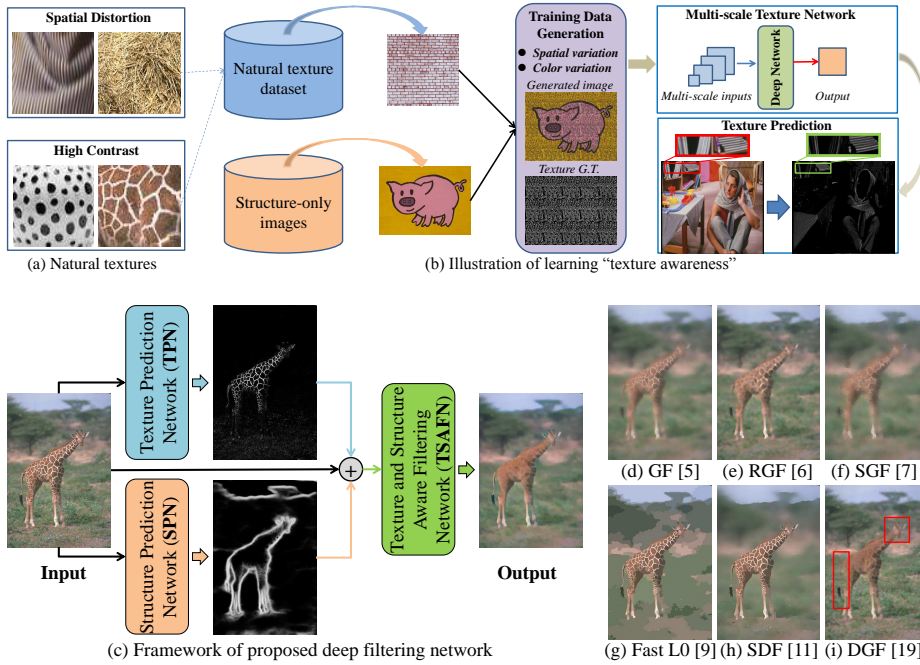 Spatial Distortion
High Contrast
(a) Natural textures
Natural texture
dataset
Structure-only
images
Training Data
Generation
● Spatial variation
● Color variation
Generated image
Texture G.T.
Multi-scale Texture Network
Multi-scale inputs
Deep Network
Output
Texture Prediction
(b) Illustration of learning “texture awareness”
Input
Texture Prediction
Network (TPN)
Structure Prediction
Network (SPN)
+
Texture and Structure
Aware Filtering
Network (TSAFN)
Output
(c) Framework of proposed deep filtering network
(d) GF [5]
(e) RGF [6]
(f) SGF [7]
(g) Fast L0 [9]
(h) SDF [11]
(i) DGF [19]